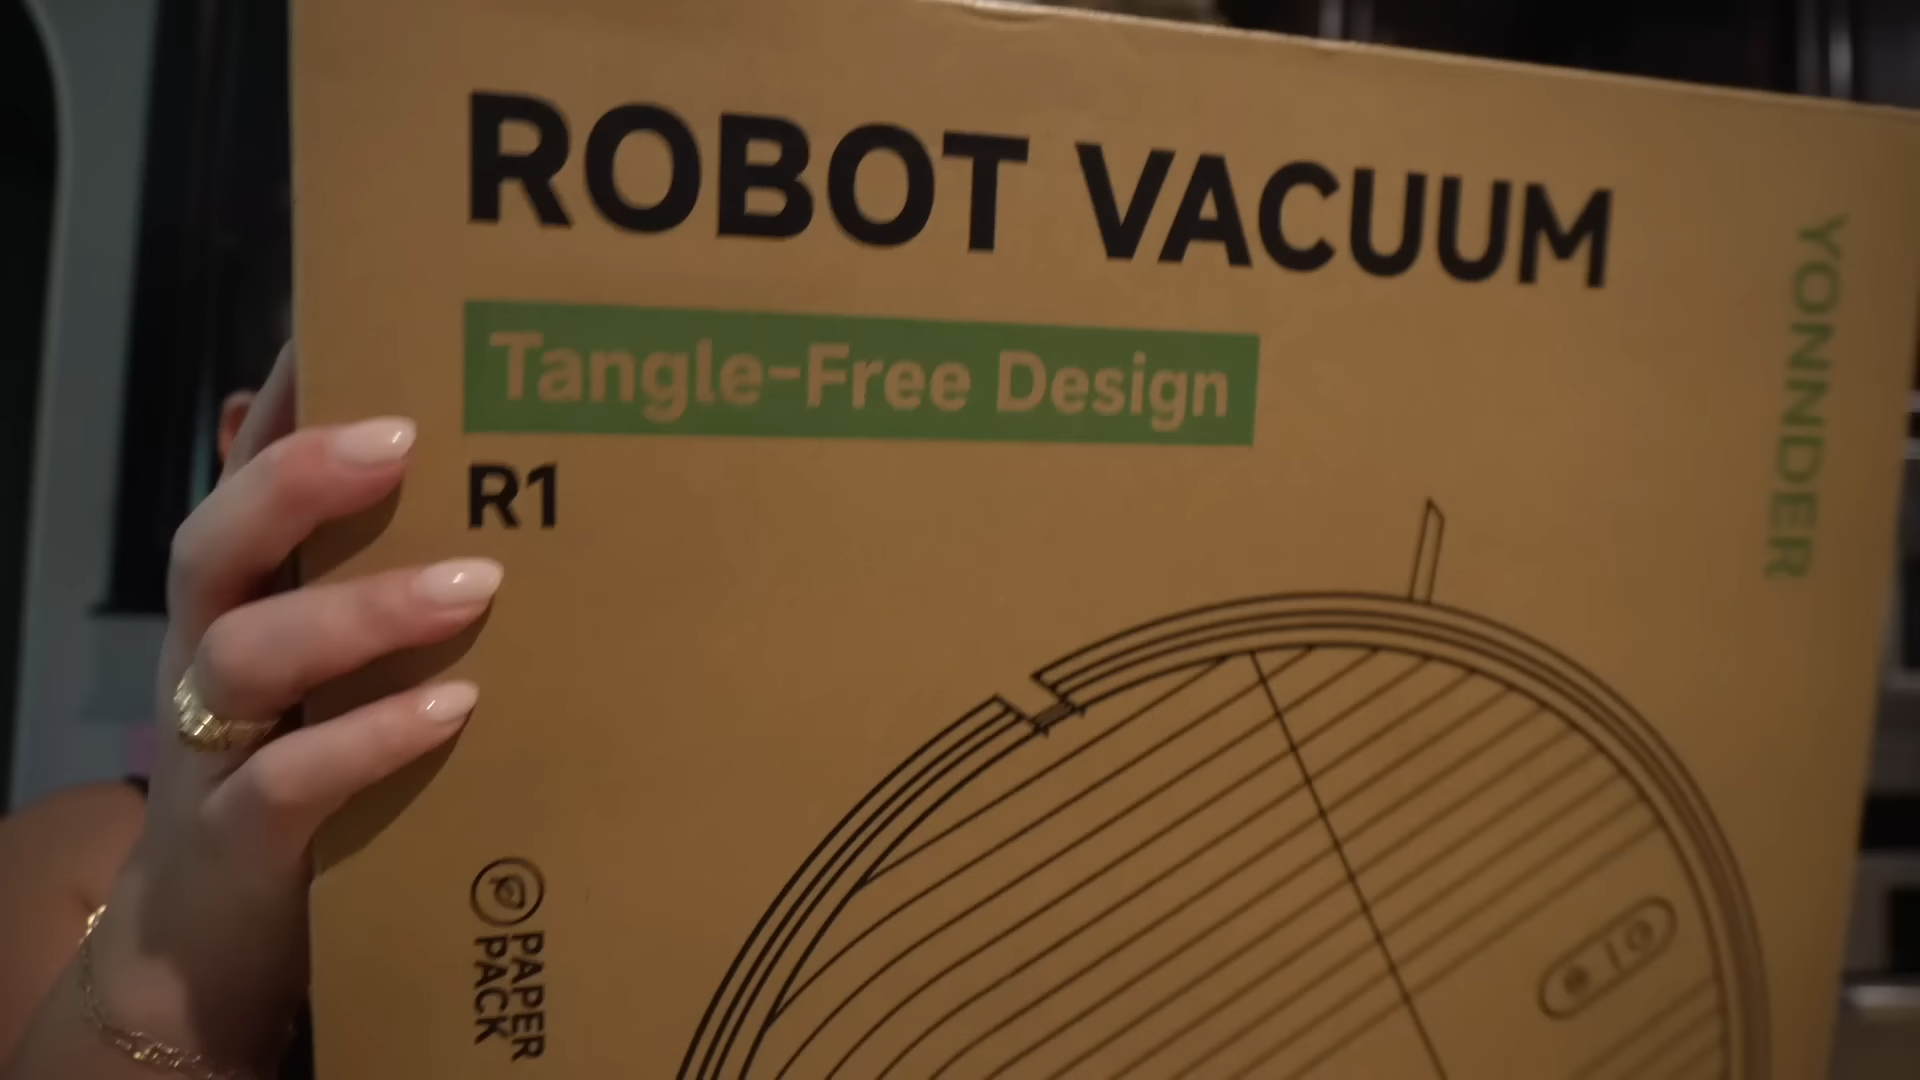 ROBOT VACUUM
Tangle-Free Design
R1
YONNDER
PAPER
PACK